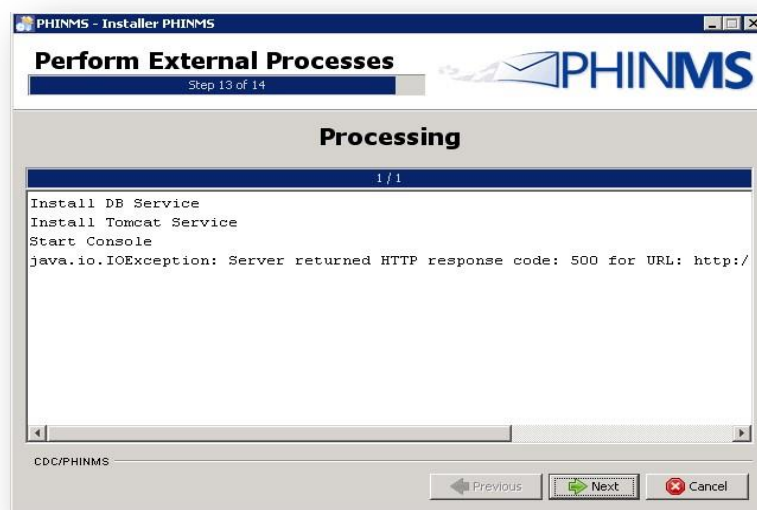 PHINMS - Installer PHINMS
Perform External Processes
Step 13 of 14
PHINMS
Processing
1 / 1
Install DB Service
Install Tomcat Service
Start Console
java.io.IOException: Server returned HTTP response code: 500 for URL: http:/
CDC/PHINMS
Previous
Next
Cancel